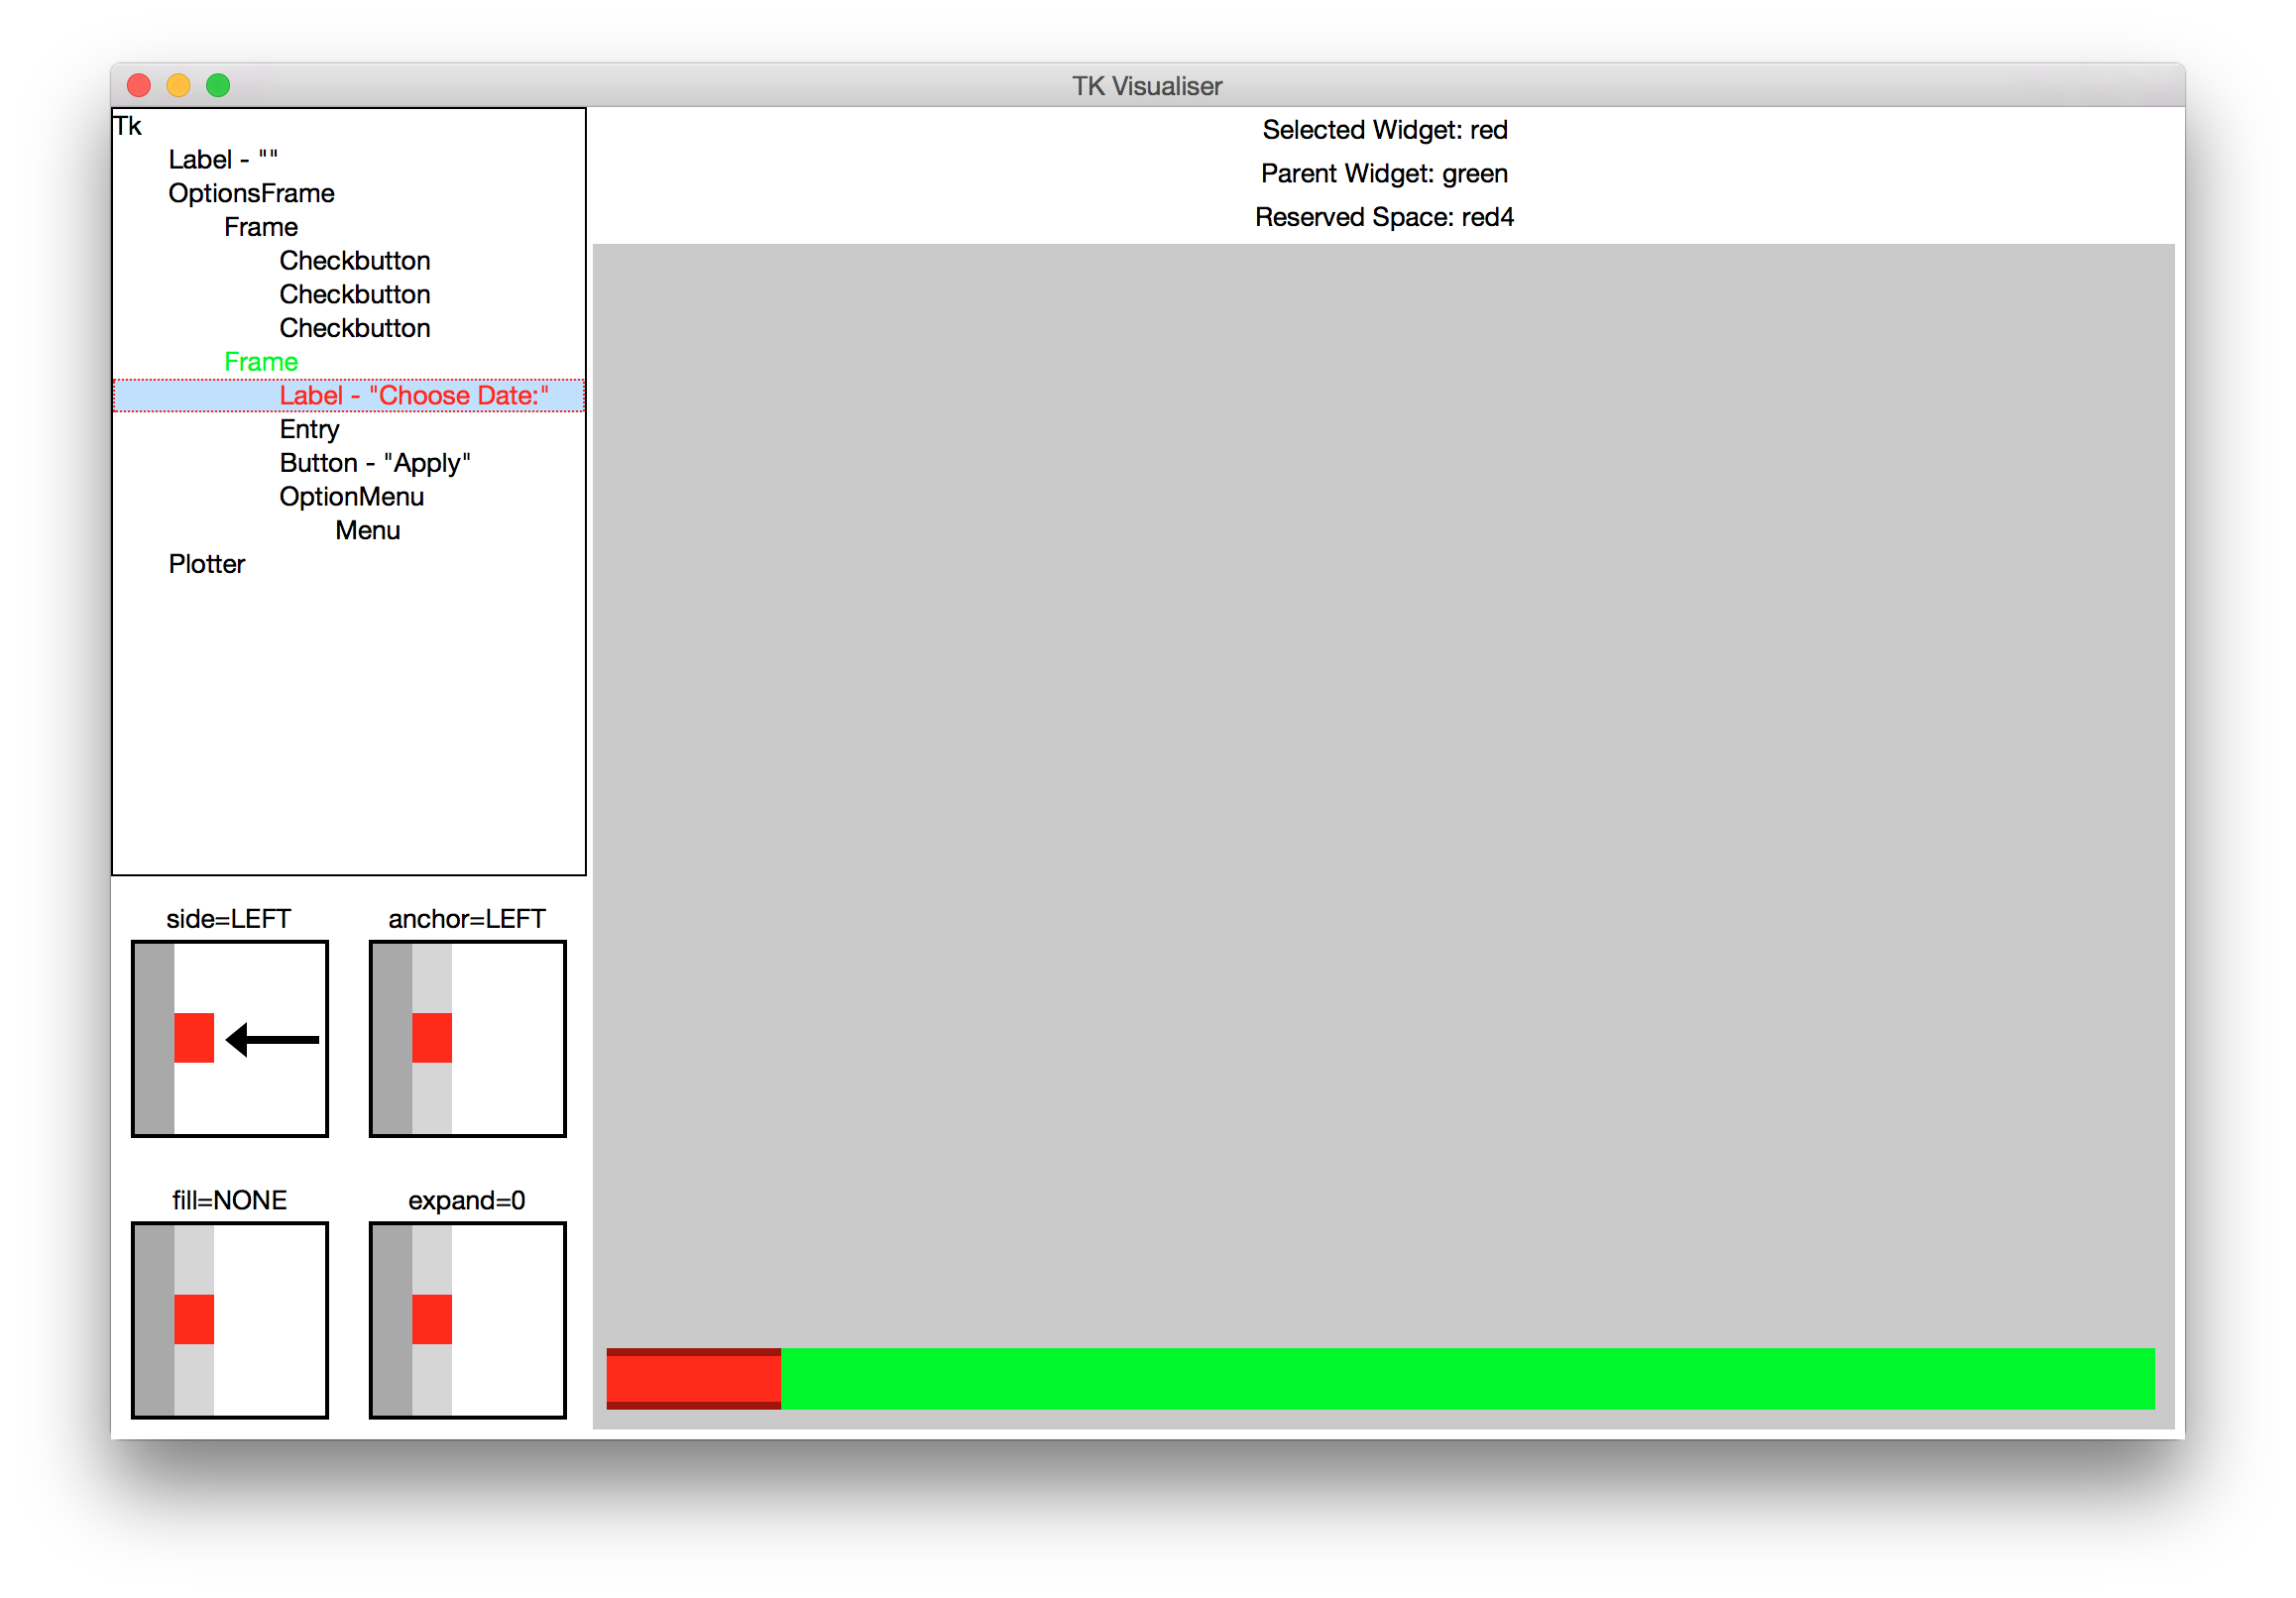 TK Visualiser
Tk
Label - ""
OptionsFrame
Frame
Checkbutton
Checkbutton
Checkbutton
Frame
Label - "Choose Date:"
Entry
Button - "Apply"
OptionMenu
Menu
Plotter
side=LEFT
anchor=LEFT
fill=NONE
expand=0
Selected Widget: red
Parent Widget: green
Reserved Space: red4